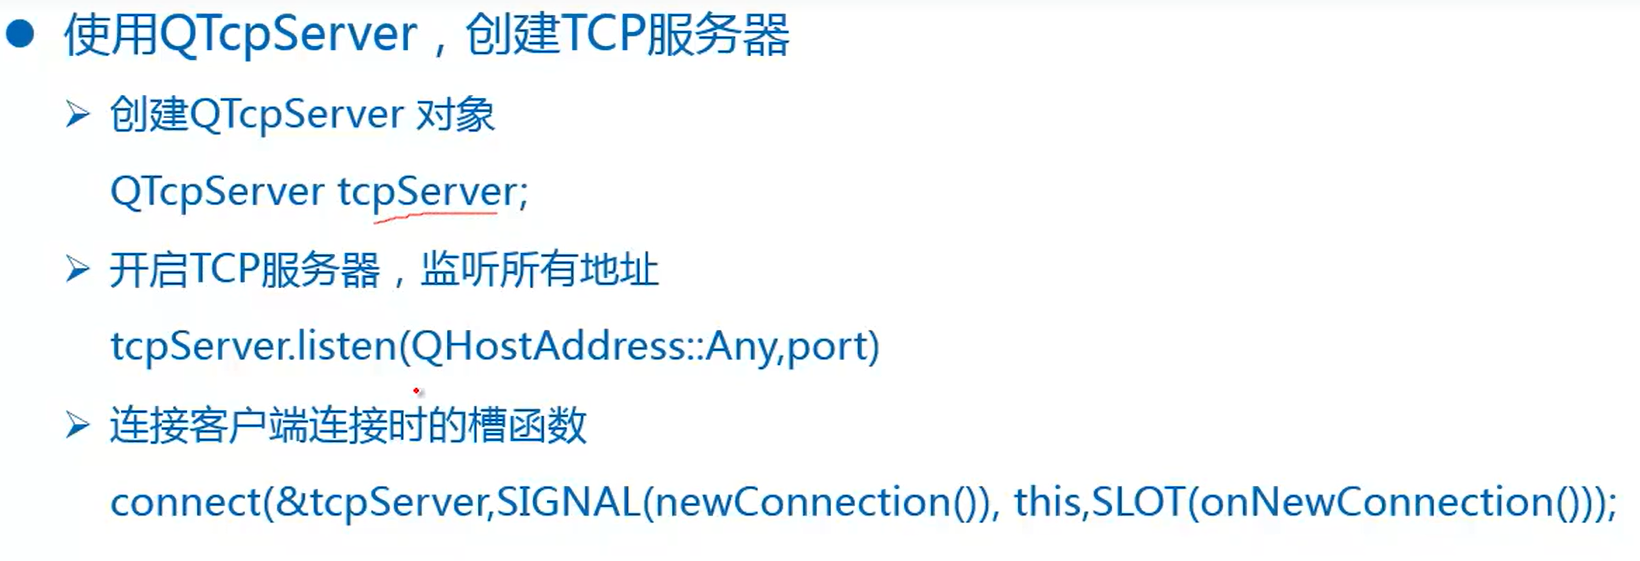 使用QTcpServer，创建TCP服务器
创建QTcpServer 对象
QTcpServer tcpServer;
开启TCP服务器，监听所有地址
tcpServer.listen(QHostAddress::Any,port)
连接客户端连接时的槽函数
connect(&tcpServer,SIGNAL(newConnection()), this,SLOT(onNewConnection()));